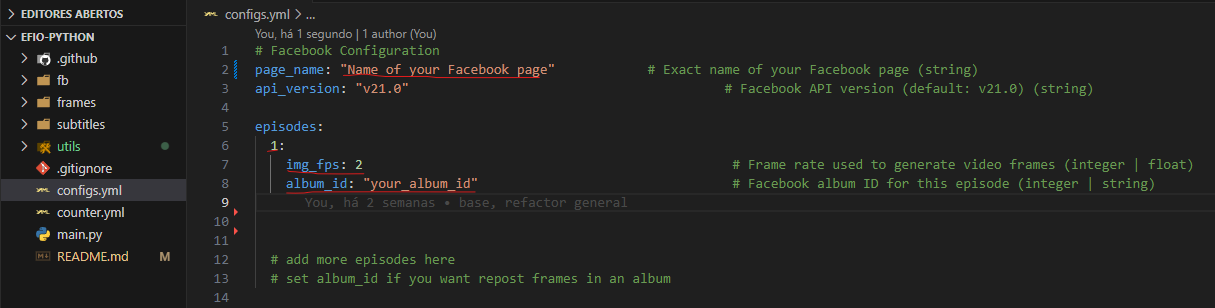 EDITORES ABERTOS
EFIO-PYTHON
.github
fb
frames
subtitles
utils
.gitignore
configs.yml
counter.yml
main.py
README.md M
configs.yml > ...
You, há 1 segundo | 1 author (You)
1 # Facebook Configuration
2 page_name: "Name of your Facebook page" # Exact name of your Facebook page (string)
3 api_version: "v21.0" # Facebook API version (default: v21.0) (string)
4
5 episodes:
6 1:
7 img_fps: 2 # Frame rate used to generate video frames (integer | float)
8 album_id: "your_album_id" # Facebook album ID for this episode (integer | string)
9 You, há 2 semanas • base, refactor general
10
11
12 # add more episodes here
13 # set album_id if you want repost frames in an album
14